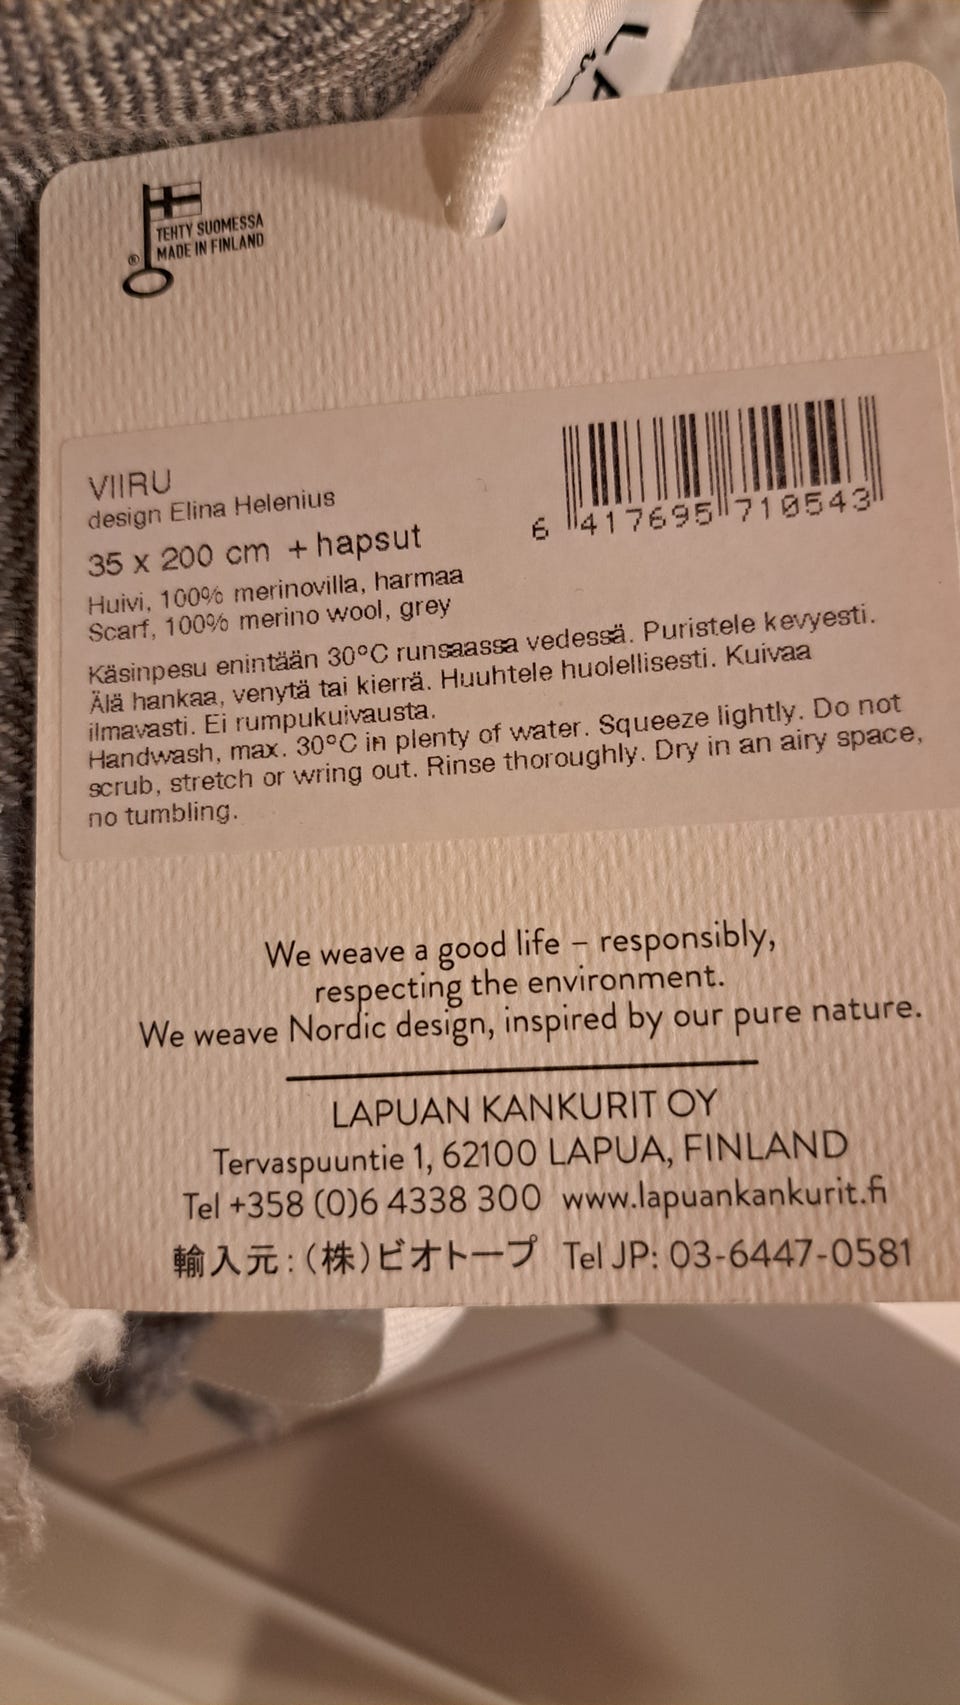 TEHTY SUOMESSA
MADE IN FINLAND
®
VIIRU
design Elina Helenius
35 x 200 cm + hapsut
Huivi, 100% merinovilla, harmaa
Scarf, 100% merino wool, grey
6 417695 710543
Käsinpesu enintään 30°C runsaassa vedessä. Puristele kevyesti.
Älä hankaa, venytä tai kierrä. Huuhtele huolellisesti. Kuivaa
ilmavasti. Ei rumpukuivausta.
Handwash, max. 30°C in plenty of water. Squeeze lightly. Do not
scrub, stretch or wring out. Rinse thoroughly. Dry in an airy space,
no tumbling.
We weave a good life – responsibly,
respecting the environment.
We weave Nordic design, inspired by our pure nature.
LAPUAN KANKURIT OY
Tervaspuuntie 1, 62100 LAPUA, FINLAND
Tel +358 (0)6 4338 300 www.lapuankankurit.fi
輸入元:(株)ビオトープ Tel JP: 03-6447-0581